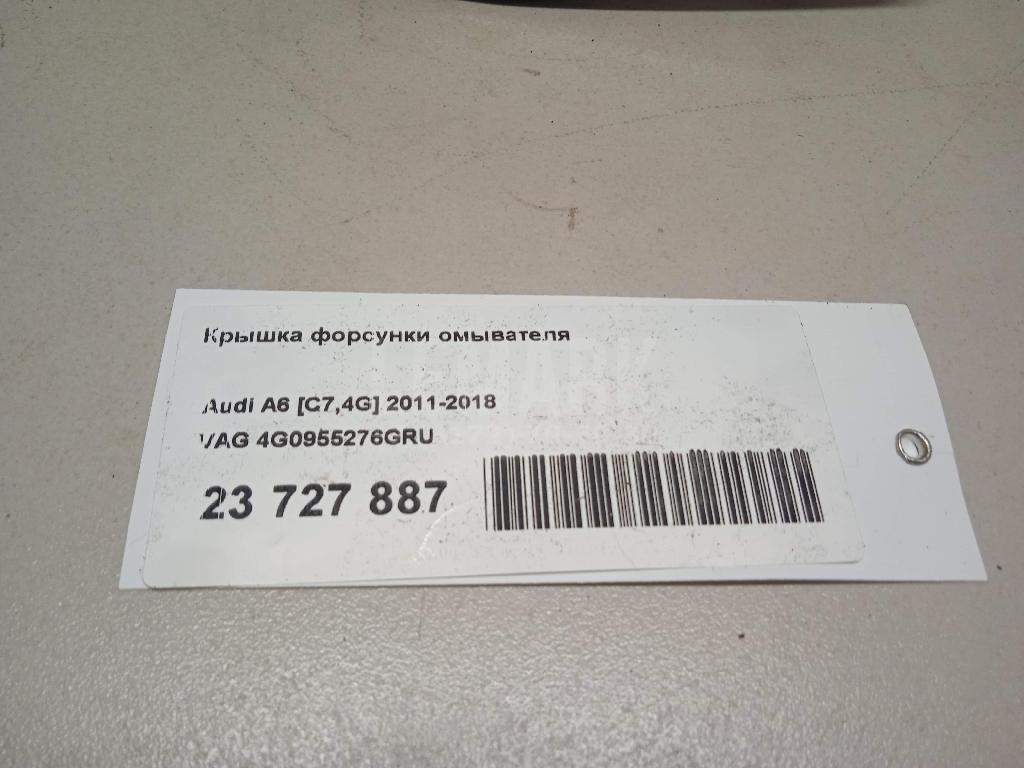 Крышка форсунки омывателя
Audi A6 [C7,4G] 2011-2018
VAG 4G0955276GRU
23 727 887